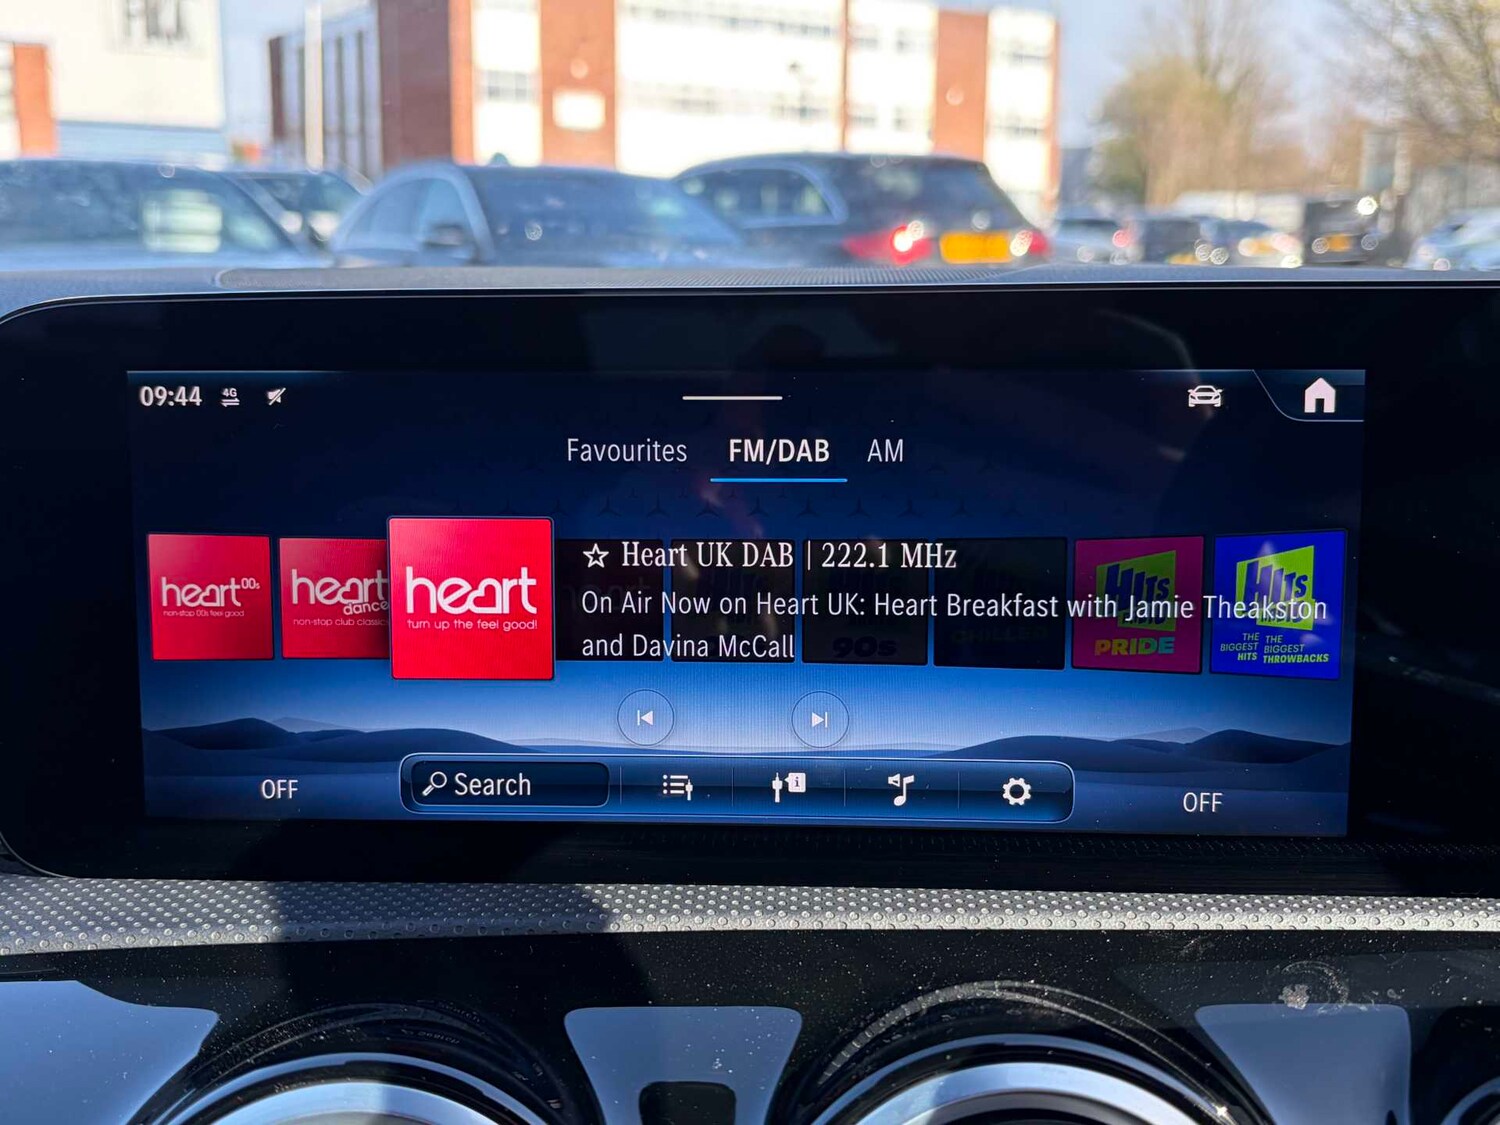 09:44
4G
Favourites FM/DAB AM
heart 00s
non-stop 00s feel good
heart
dance
non-stop club classics
heart
turn up the feel good!
Heart UK DAB | 222.1 MHz
On Air Now on Heart UK: Heart Breakfast with Jamie Theakston
and Davina McCall
90s
CHILL
HITS
PRIDE
HITS
THE BIGGEST HITS
THE BIGGEST THROWBACKS
OFF
Search
i
OFF